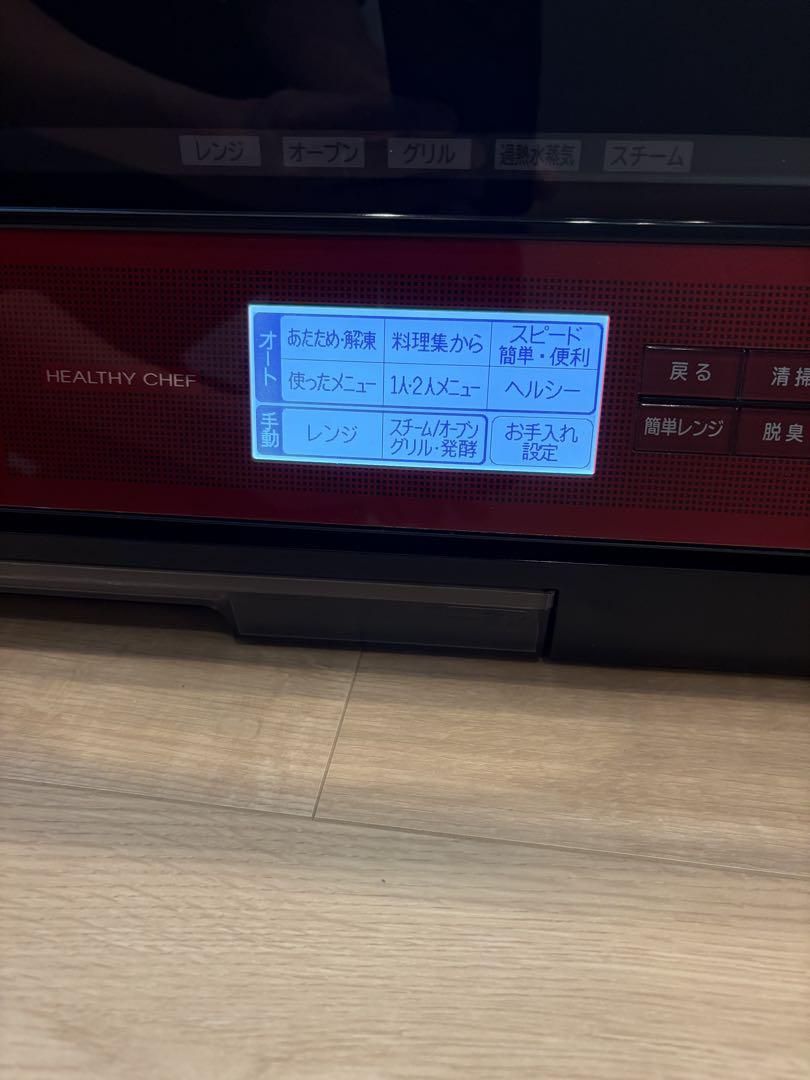 レンジ オーブン グリル 過熱水蒸気 スチーム
HEALTHY CHEF
オート
あたため・解凍 料理集から スピード簡単・便利
使ったメニュー 1人・2人メニュー ヘルシー
手動
レンジ スチーム/オーブン グリル・発酵 お手入れ設定
戻る 清掃
簡単レンジ 脱臭